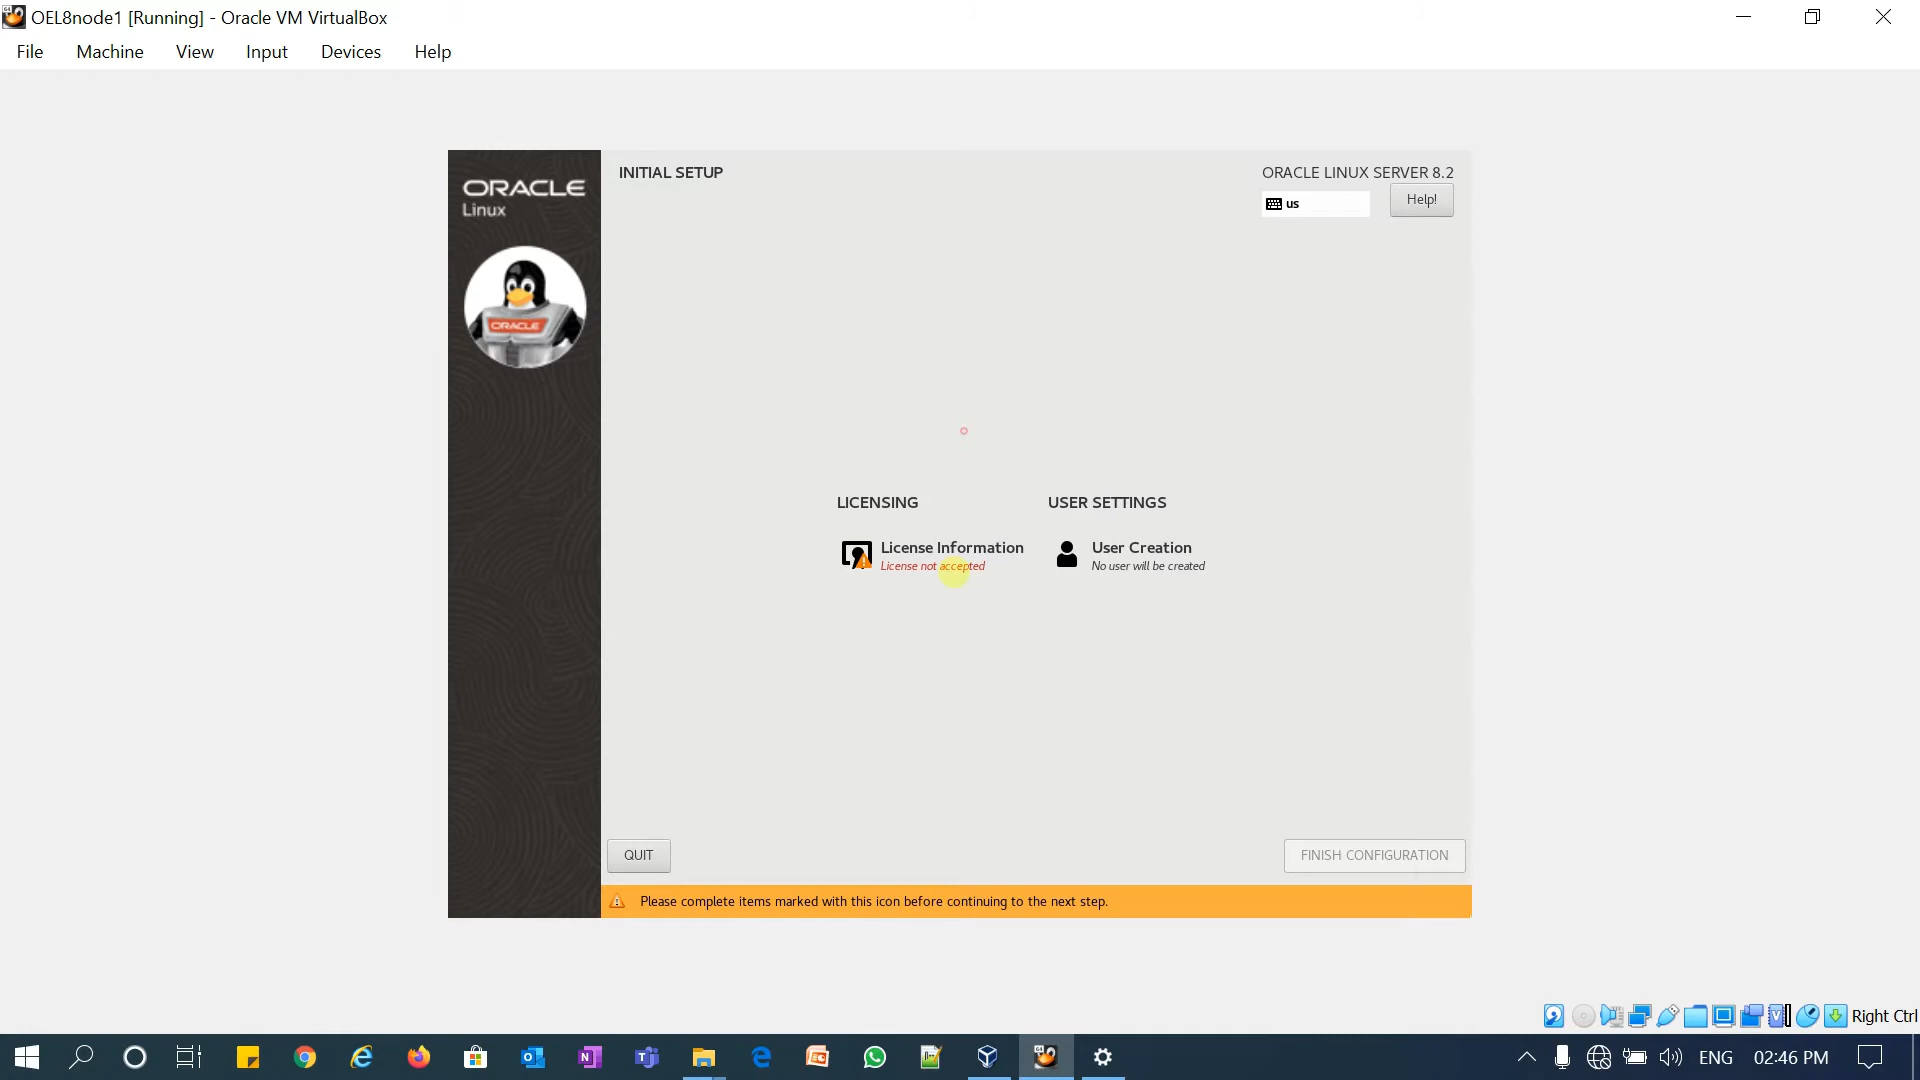 OEL8node1 [Running] - Oracle VM VirtualBox
File Machine View Input Devices Help
ORACLE
Linux
ORACLE
INITIAL SETUP
ORACLE LINUX SERVER 8.2
us
Help!
LICENSING
USER SETTINGS
License Information
License not accepted
User Creation
No user will be created
QUIT
FINISH CONFIGURATION
Please complete items marked with this icon before continuing to the next step.
Right Ctrl
ENG
02:46 PM